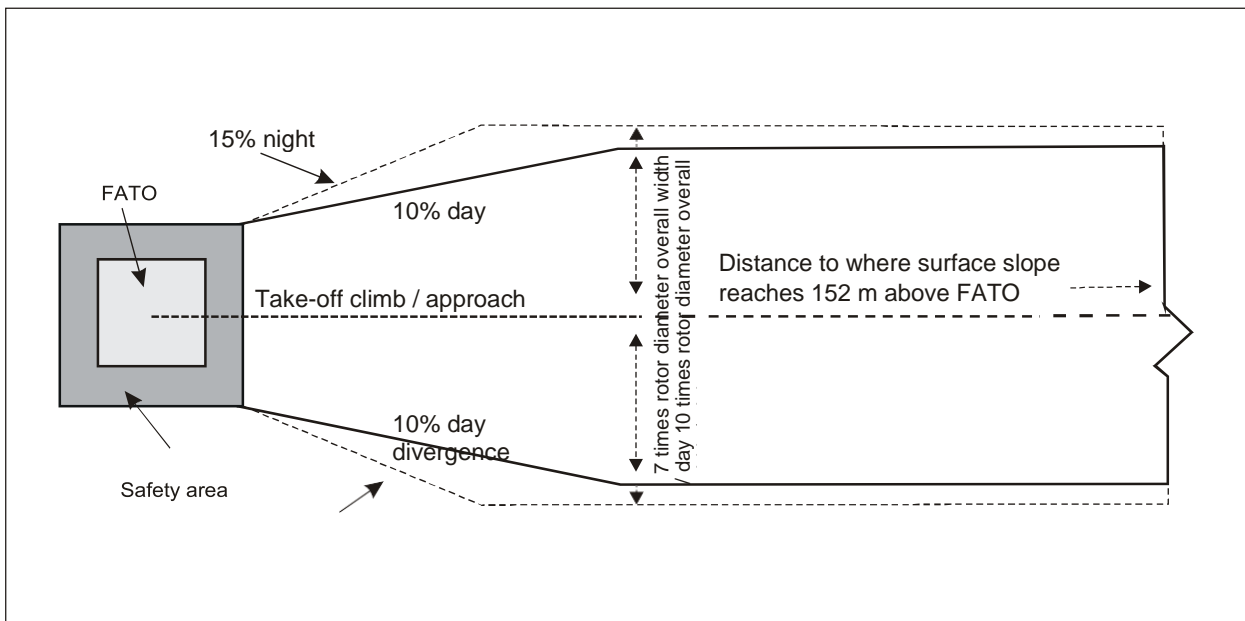 15% night
FATO
10% day
Take-off climb / approach
7 times rotor diameter overall width
/day 10 times rotor diameter overall
Distance to where surface slope
reaches 152 m above FATO
10% day
divergence
Safety area